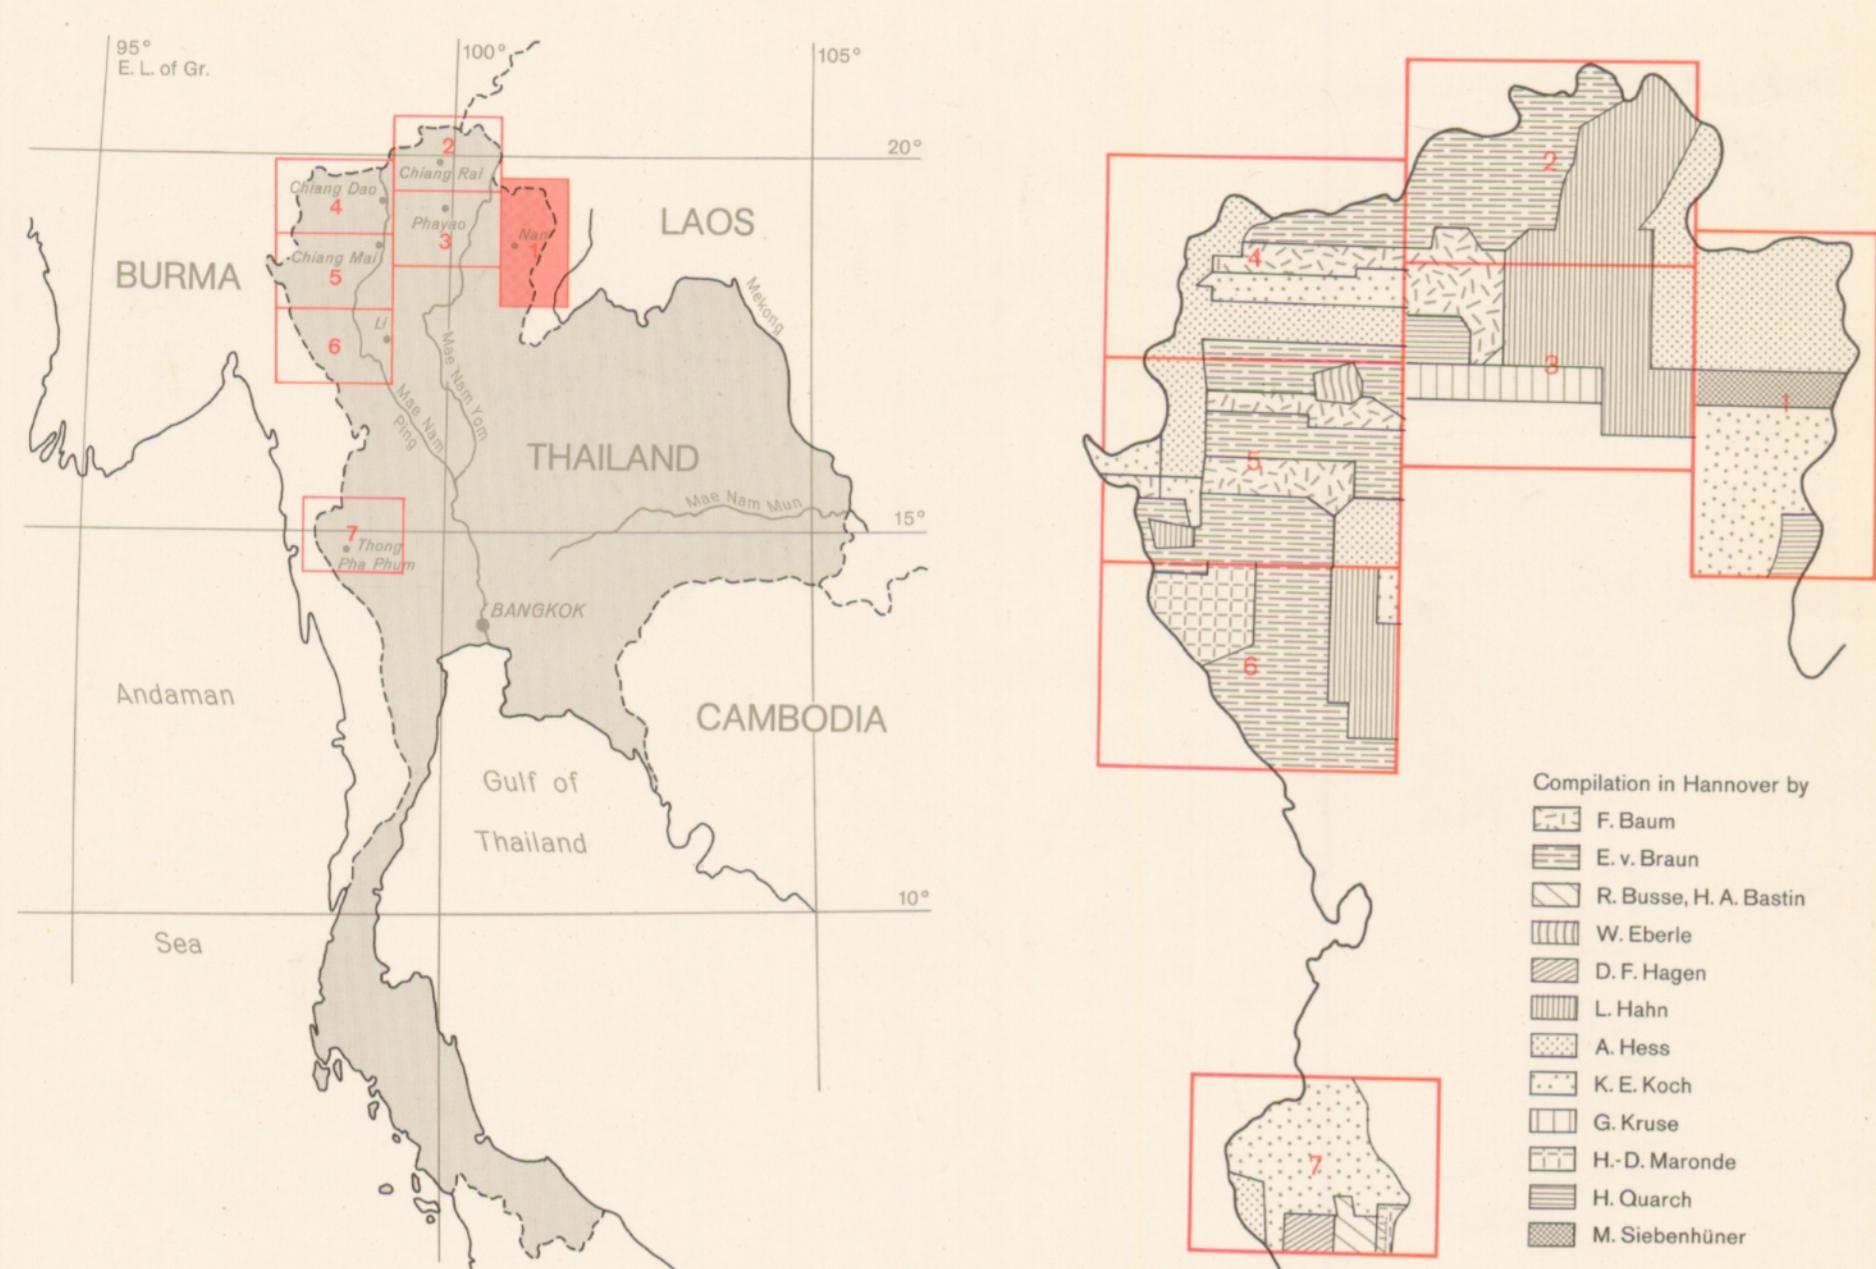 95°
E. L. of Gr.
100°
105°
20°
2
Chiang Rai
Chiang Dao
4
Phayao
3
Nan
1
LAOS
BURMA
Chiang Mai
5
Mekong
Li
6
Mae Nam Yom
Mae Nam
Ping
THAILAND
Mae Nam Mun
15°
7
Thong
Pha Phum
BANGKOK
Andaman
CAMBODIA
Gulf of
Thailand
10°
Sea
2
4
3
1
5
6
7
Compilation in Hannover by
F. Baum
E. v. Braun
R. Busse, H. A. Bastin
W. Eberle
D. F. Hagen
L. Hahn
A. Hess
K. E. Koch
G. Kruse
H.-D. Maronde
H. Quarch
M. Siebenhüner